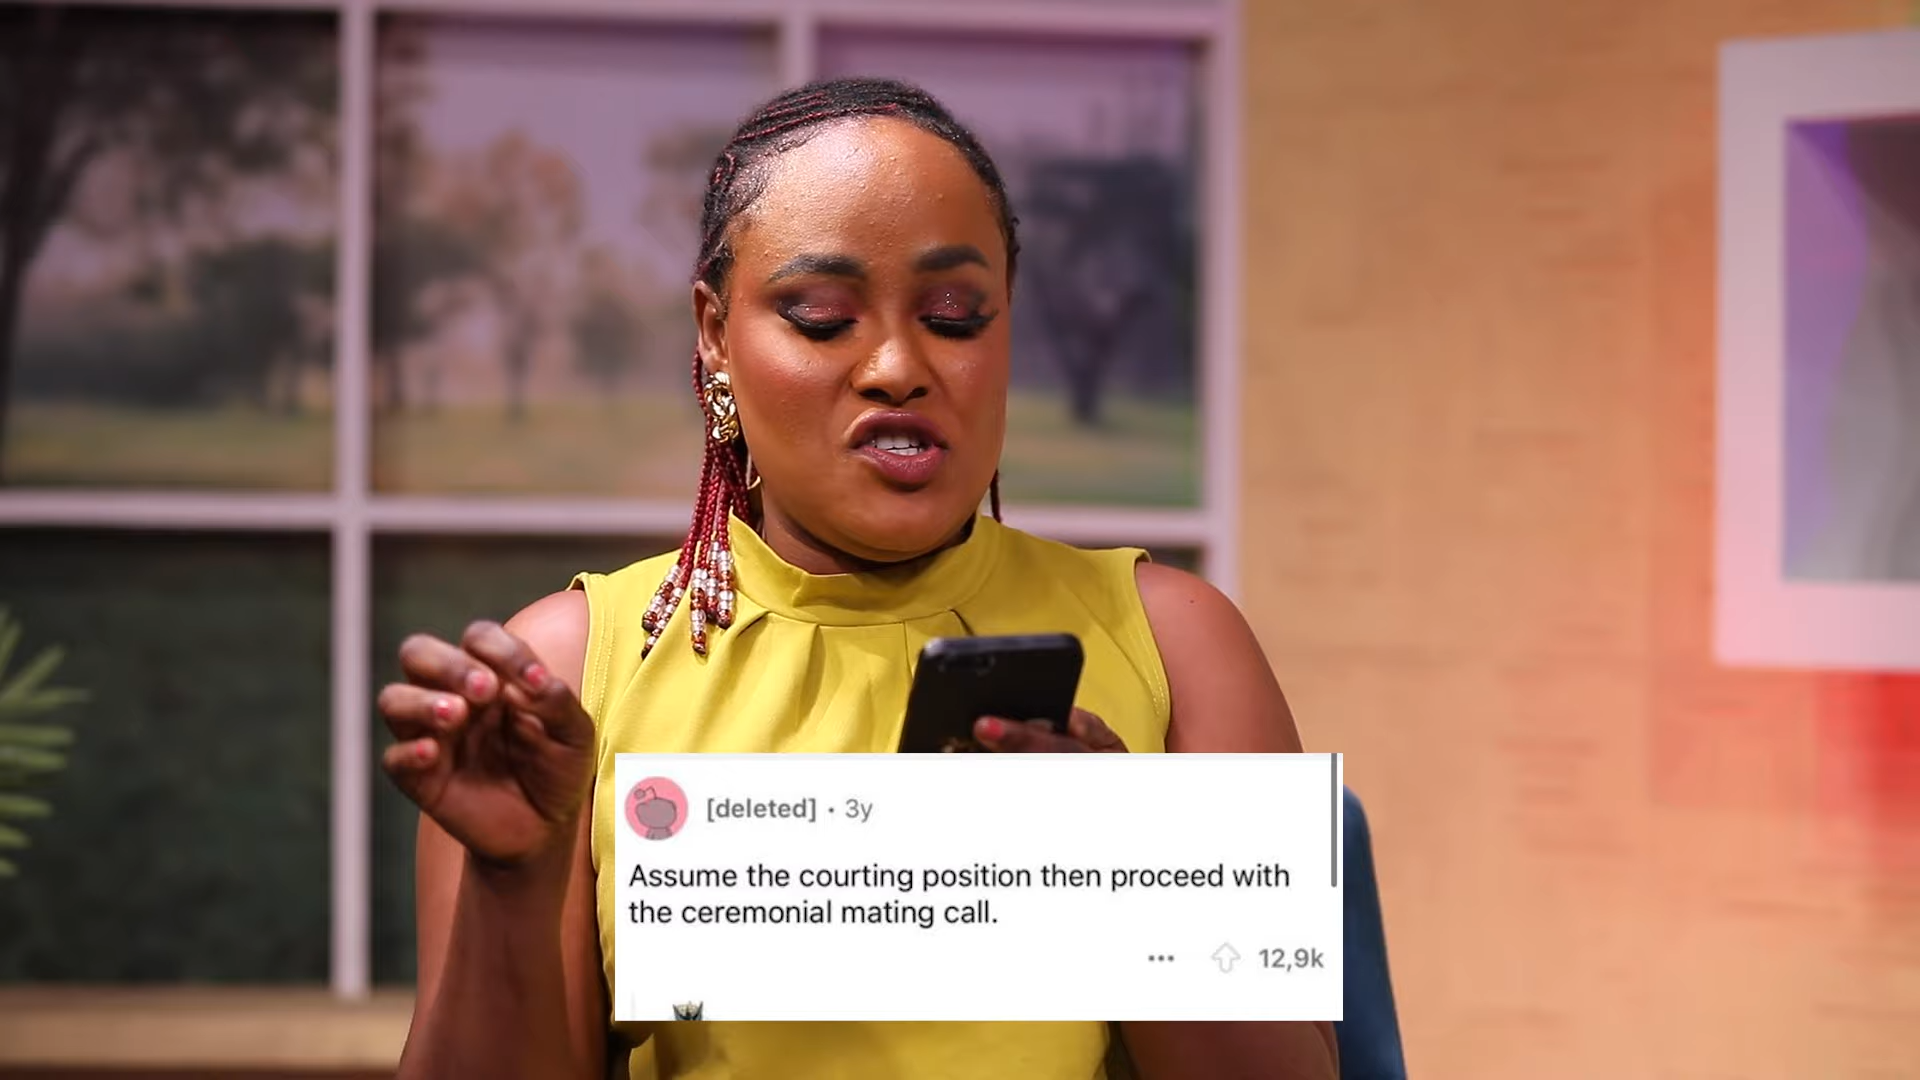 [deleted] • 3y
Assume the courting position then proceed with
the ceremonial mating call.
12,9k